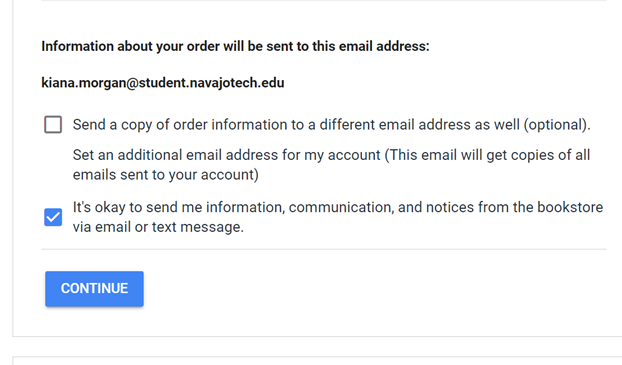 Information about your order will be sent to this email address:
kiana.morgan@student.navajotech.edu
Send a copy of order information to a different email address as well (optional).
Set an additional email address for my account (This email will get copies of all
emails sent to your account)
It's okay to send me information, communication, and notices from the bookstore
via email or text message.
CONTINUE